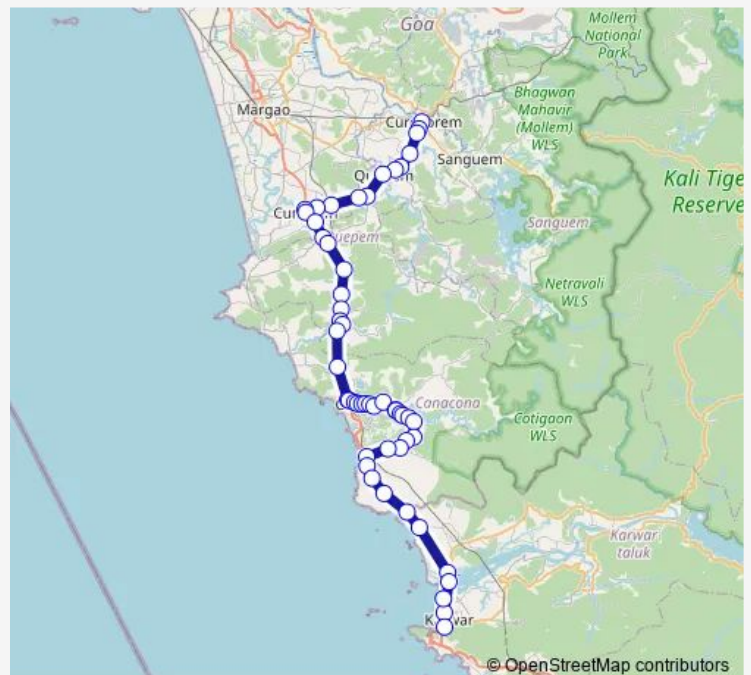 Goa
Mollem
National
Park
Margao
Bhagwan
Mahavir
(Mollem)
WLS
Sanguem
Kali Tige
Reserve
Sanguem
Netravali
WLS
Canacona
Cotigaon
WLS
Karwar
taluk
© OpenStreetMap contributors